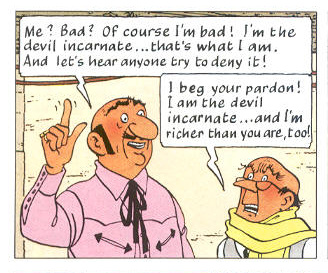 Me? Bad? Of course I'm bad! I'm the
devil incarnate...that's what I am.
And let's hear anyone try to deny it!
I beg your pardon!
I am the devil
incarnate...and I'm
richer than you are, too!